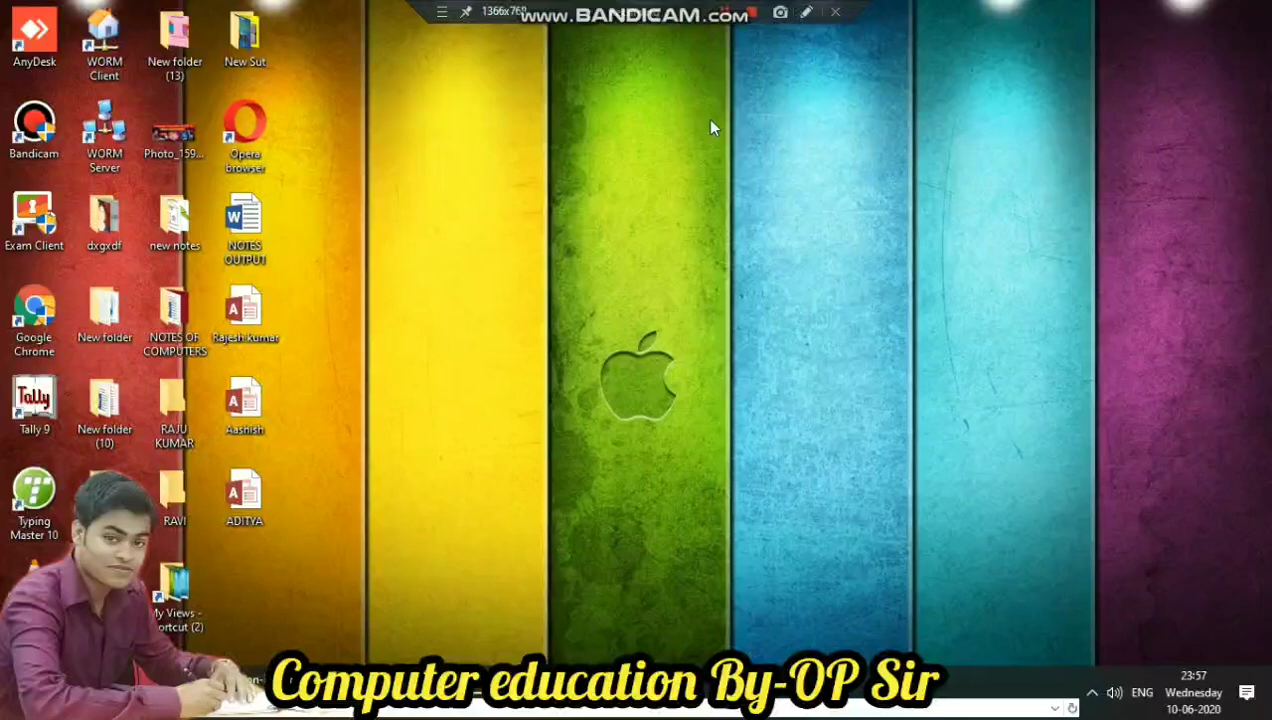 1366x768
www.BANDICAM.com
AnyDesk
WORM
Client
New folder
(13)
New Sut
Bandicam
WORM
Server
Photo_159...
Opera
browser
Exam Client
dxgxdf
new notes
NOTES
OUTPUT
Google
Chrome
New folder
NOTES OF
COMPUTERS
Rajesh kumar
Tally
Tally 9
New folder
(10)
RAJU
KUMAR
Aashish
Typing
Master 10
RAVI
ADITYA
My Views -
ortcut (2)
Computer education By-OP Sir
23:57
ENG
Wednesday
10-06-2020